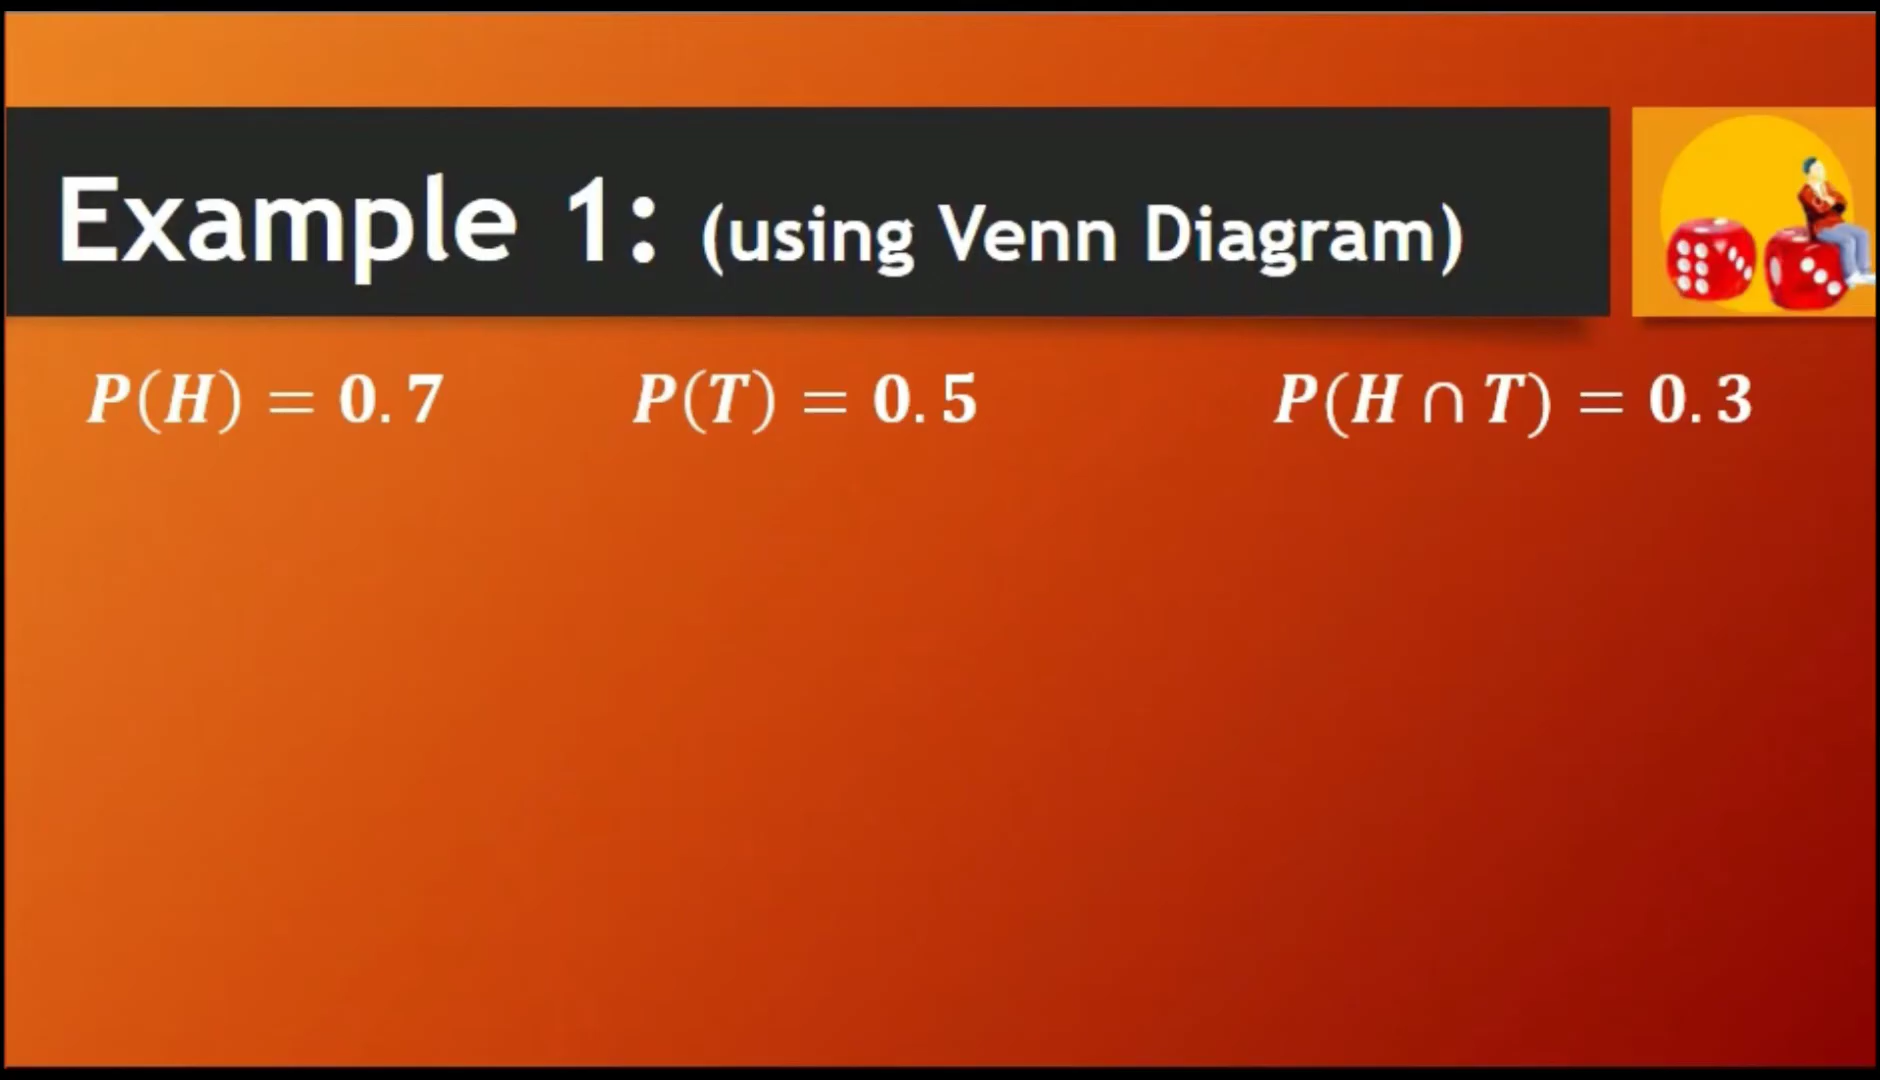 Example 1: (using Venn Diagram)
P(H) = 0.7 P(T) = 0.5 P(H ∩ T) = 0.3